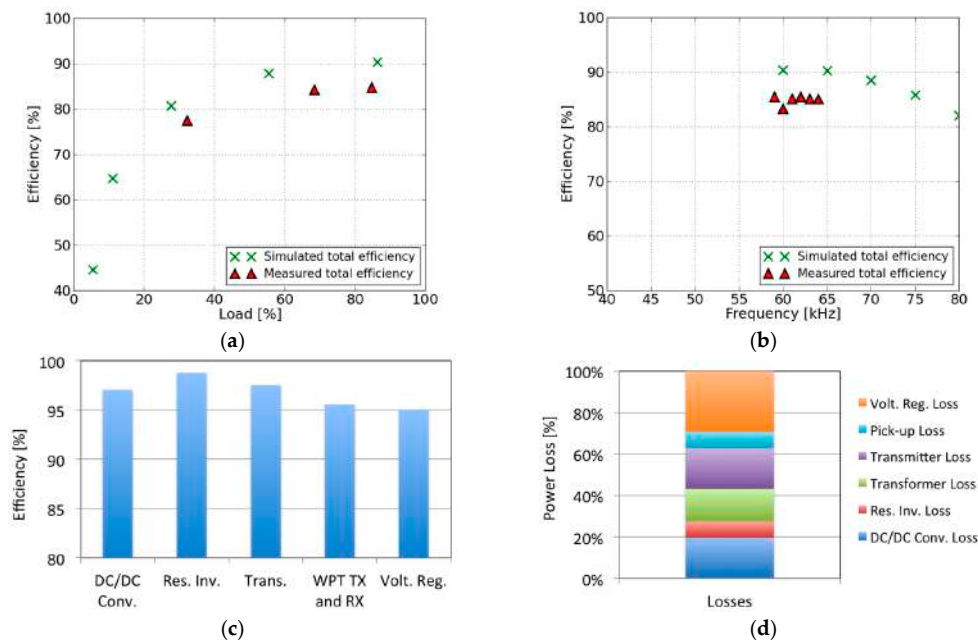 100
90
80
70
60
50
40
Efficiency [%]
0
20
40
60
80
100
Load [%]
Simulated total efficiency
Measured total efficiency
(a)
100
90
80
70
60
50
Efficiency [%]
40
45
50
55
60
65
70
75
80
Frequency [kHz]
Simulated total efficiency
Measured total efficiency
(b)
100
95
90
85
80
Efficiency [%]
DC/DC
Conv.
Res. Inv.
Trans.
WPT TX
and RX
Volt. Reg.
(c)
100%
80%
60%
40%
20%
0%
Power Loss [%]
Losses
Volt. Reg. Loss
Pick-up Loss
Transmitter Loss
Transformer Loss
Res. Inv. Loss
DC/DC Conv. Loss
(d)